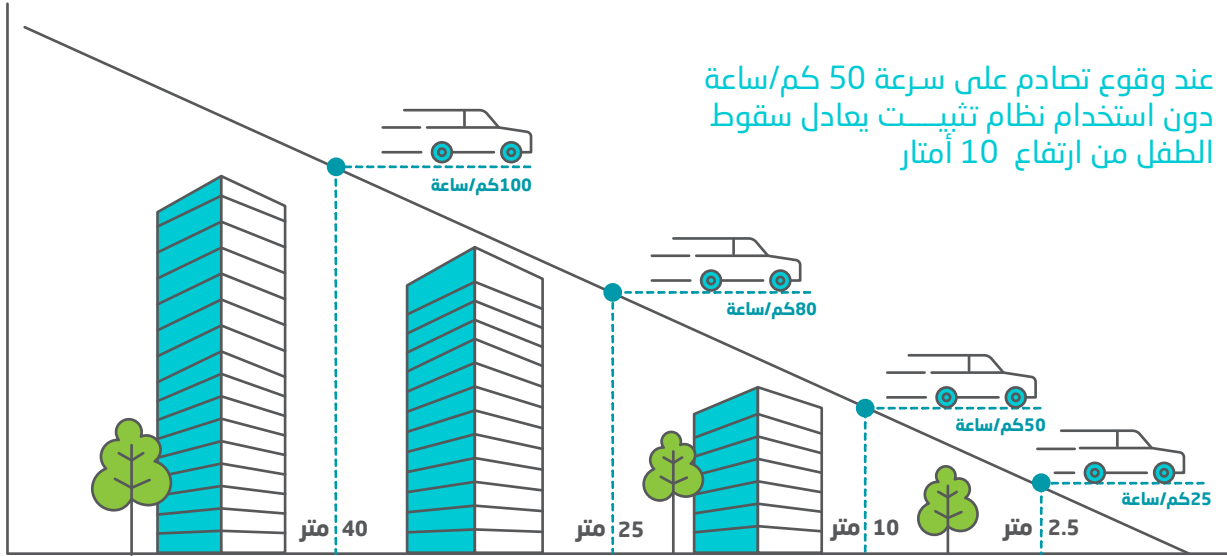 عند وقوع تصادم على سرعة 50 كم/ساعة
دون استخدام نظام تثبيـــــت يعادل سقوط
الطفل من ارتفاع 10 أمتار
100كم/ساعة
80كم/ساعة
50كم/ساعة
25كم/ساعة
40 متر
25 متر
10 متر
2.5 متر